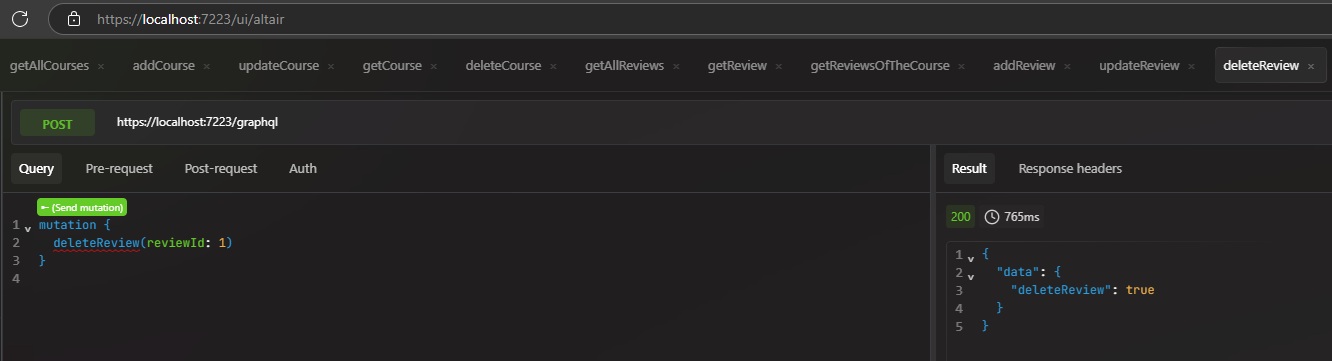 https://localhost:7223/ui/altair
getAllCourses × addCourse × updateCourse × getCourse × deleteCourse × getAllReviews × getReview × getReviewsOfTheCourse × addReview × updateReview × deleteReview ×
POST https://localhost:7223/graphql
Query Pre-request Post-request Auth
Result Response headers
(Send mutation)
1 mutation {
2 deleteReview(reviewId: 1)
3 }
4
200 765ms
1 {
2 "data": {
3 "deleteReview": true
4 }
5 }